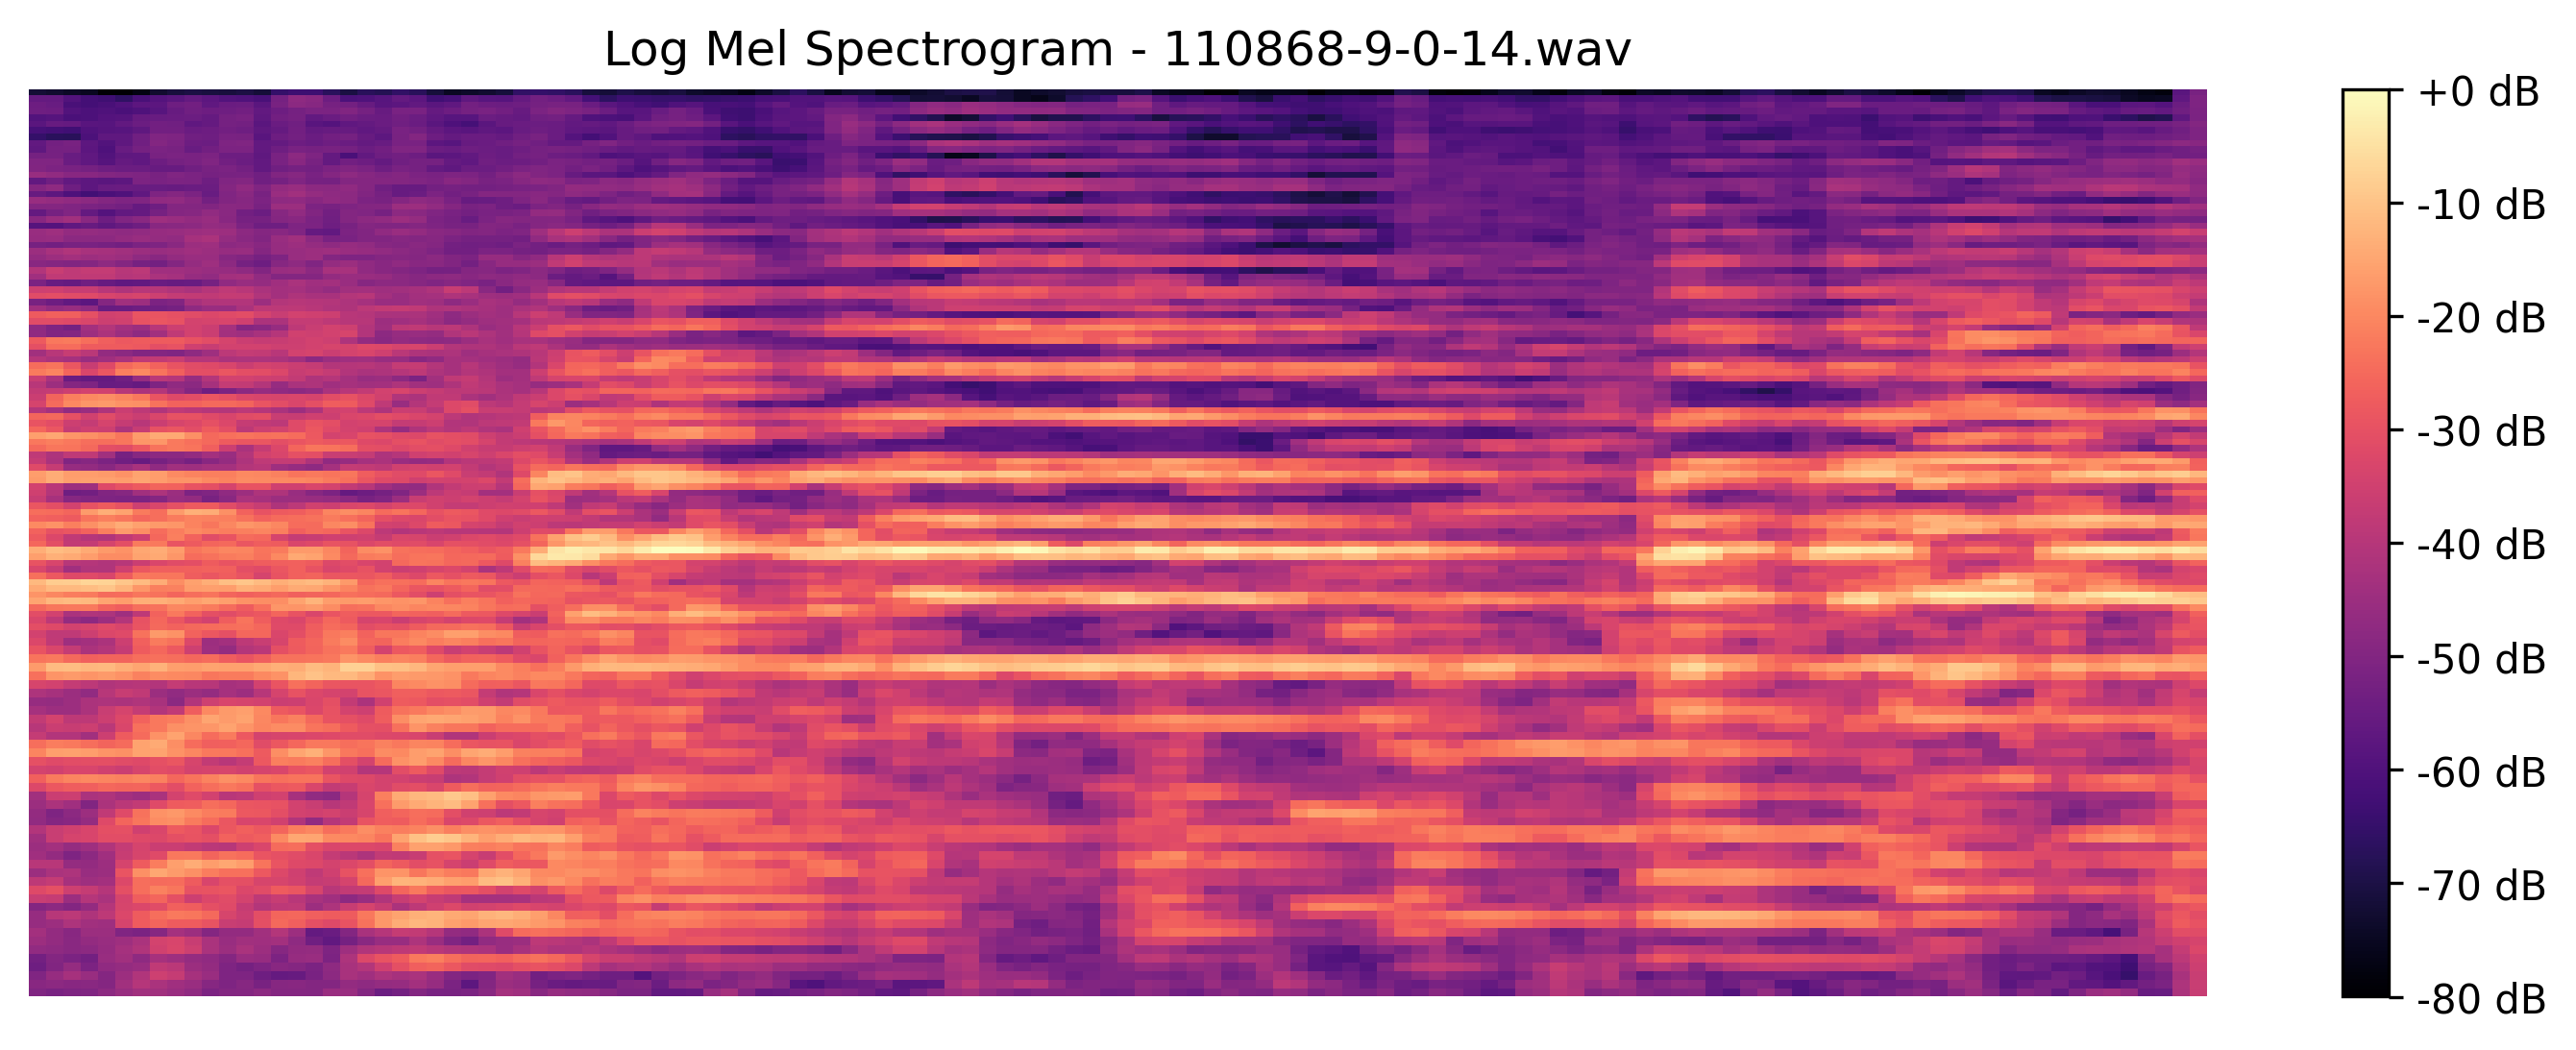 Log Mel Spectrogram - 110868-9-0-14.wav
+0 dB
-10 dB
-20 dB
-30 dB
-40 dB
-50 dB
-60 dB
-70 dB
-80 dB